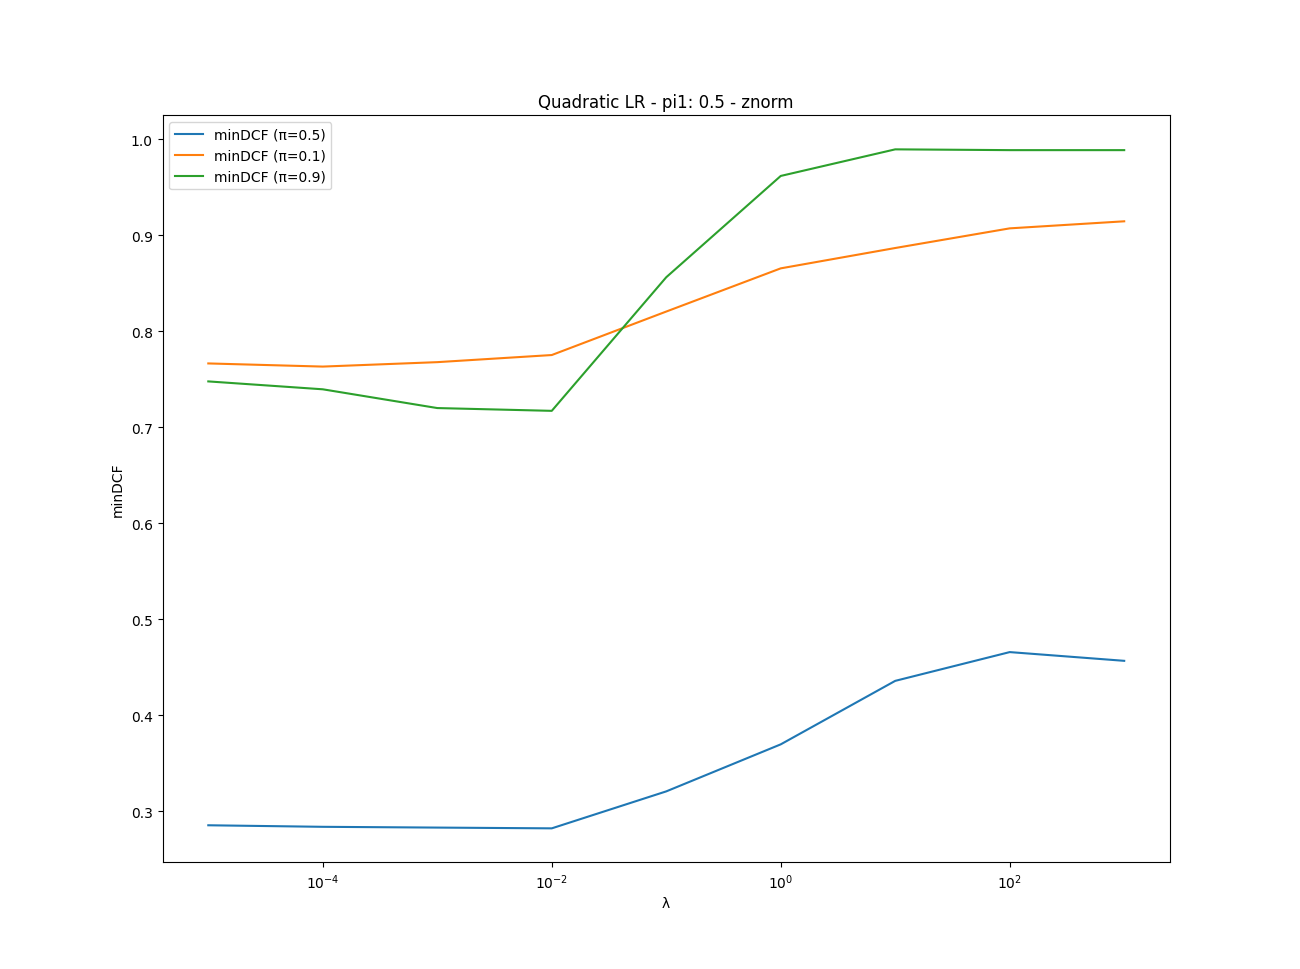 Quadratic LR - pi1: 0.5 - znorm
minDCF (π=0.5)
minDCF (π=0.1)
minDCF (π=0.9)
1.0
0.9
0.8
0.7
0.6
0.5
0.4
0.3
minDCF
10⁻⁴
10⁻²
10⁰
10²
λ